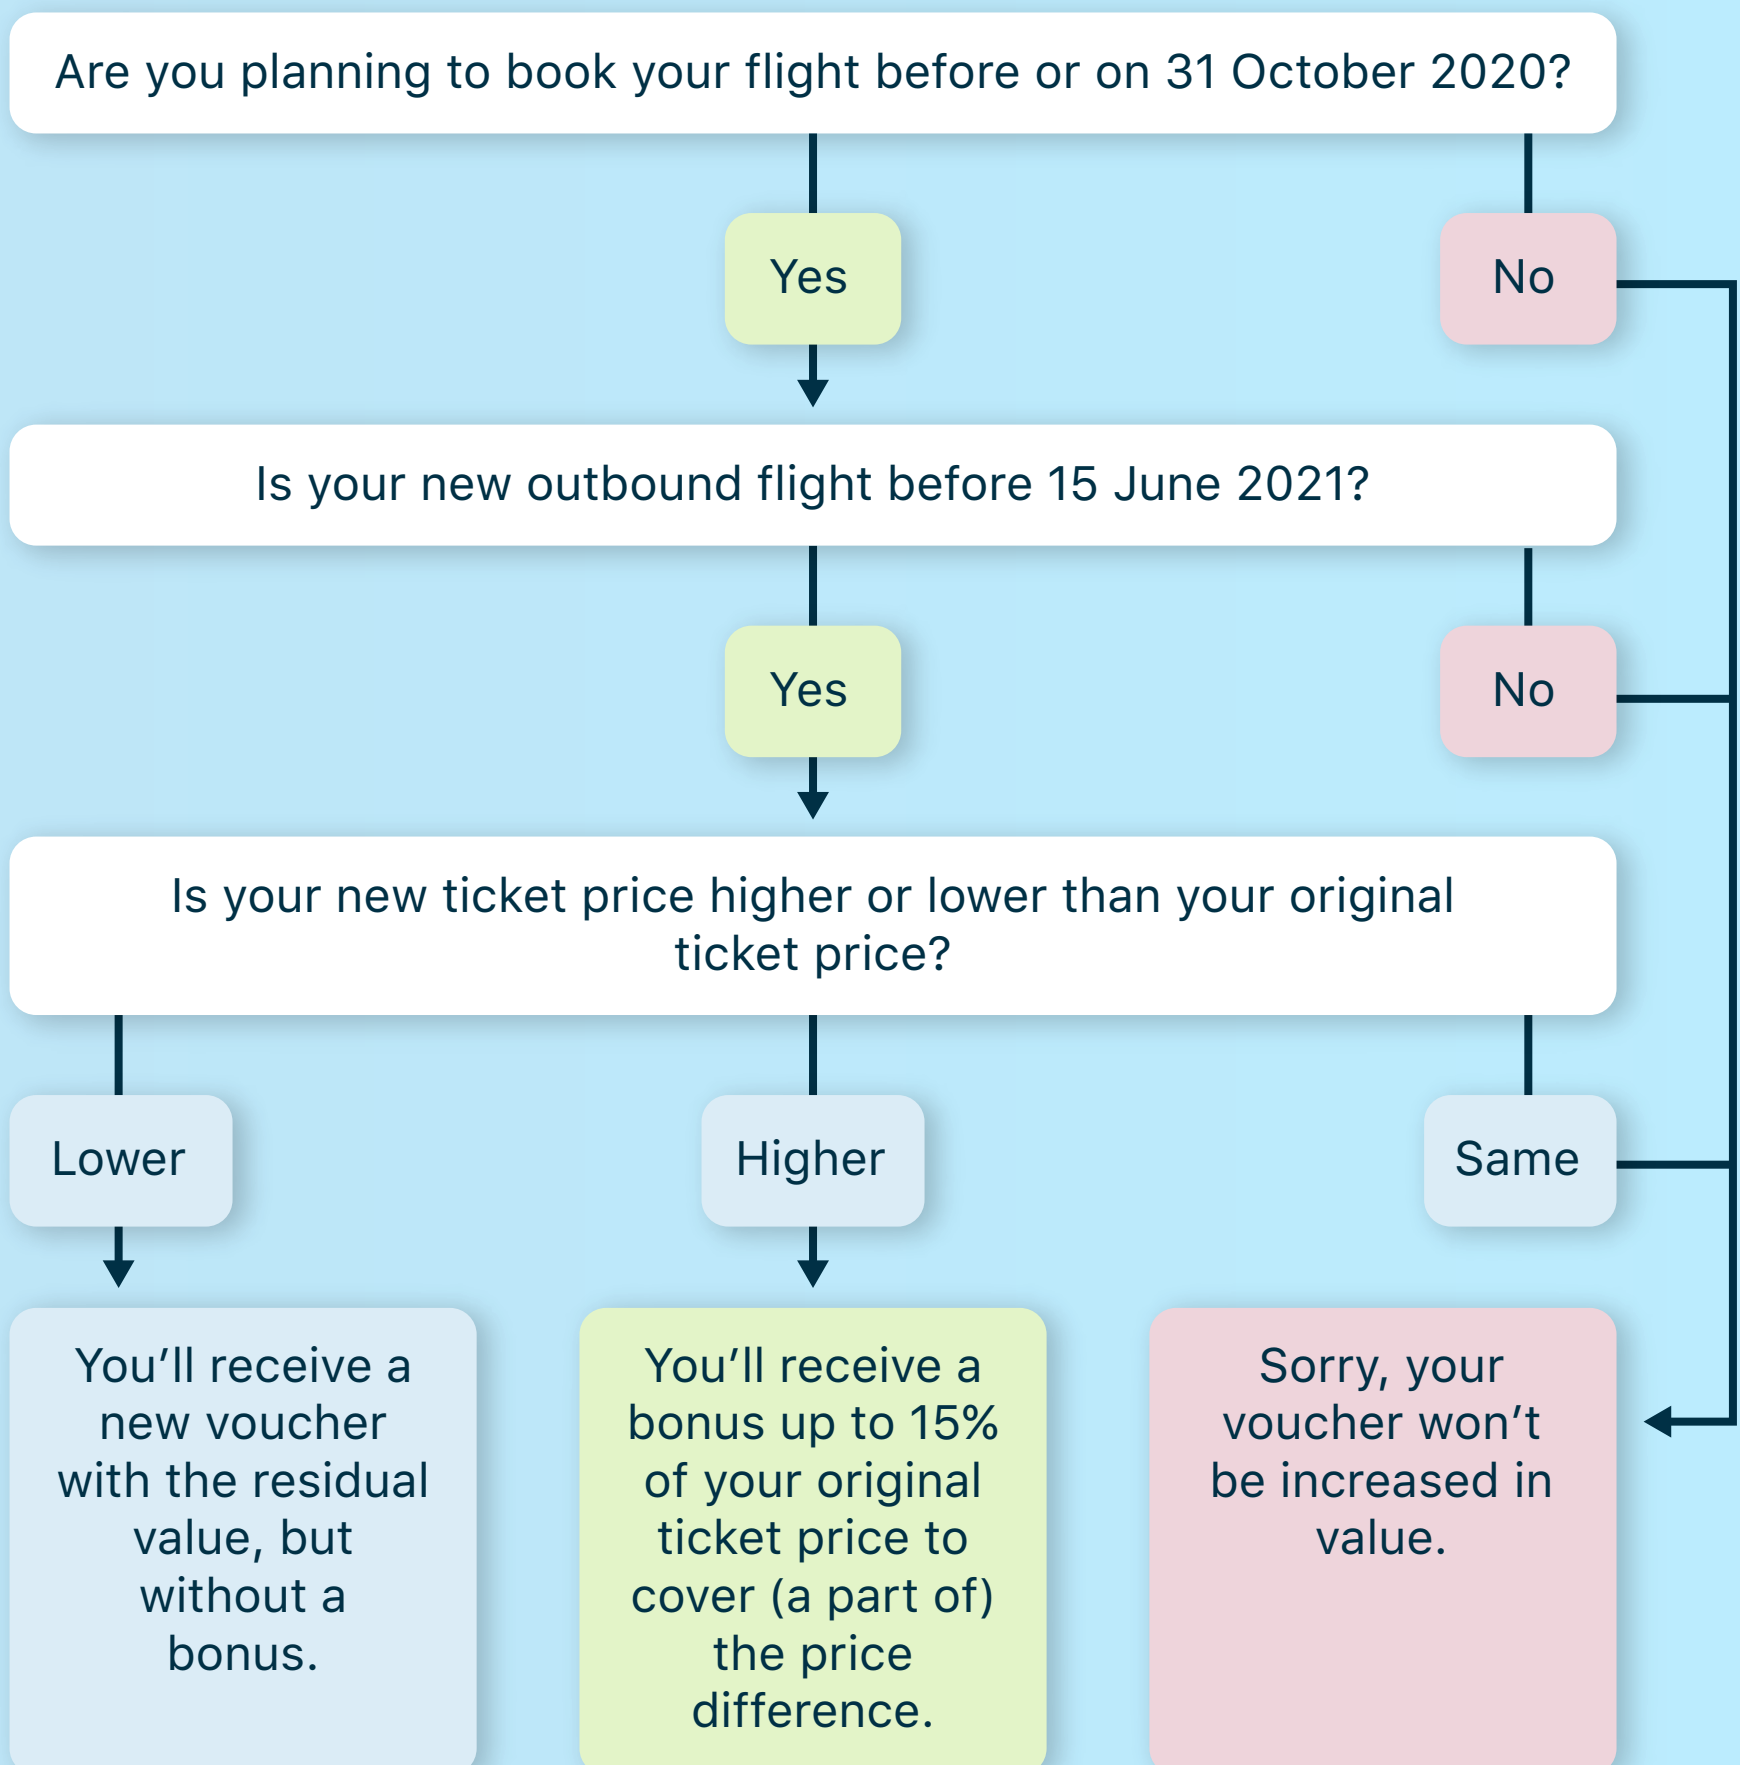 Are you planning to book your flight before or on 31 October 2020?
Yes
No
Is your new outbound flight before 15 June 2021?
Yes
No
Is your new ticket price higher or lower than your original
ticket price?
Lower
Higher
Same
You’ll receive a
new voucher
with the residual
value, but
without a
bonus.
You’ll receive a
bonus up to 15%
of your original
ticket price to
cover (a part of)
the price
difference.
Sorry, your
voucher won’t
be increased in
value.